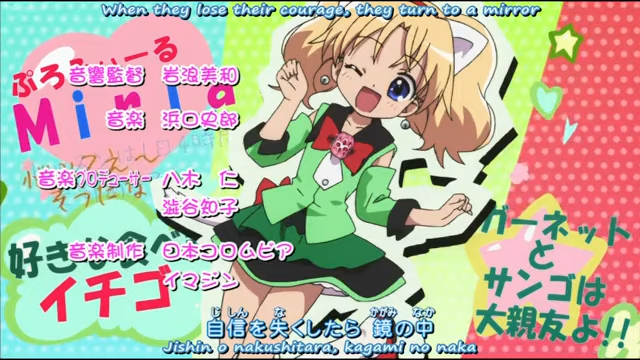 When they lose their courage, they turn to a mirror
ぷろふぃーる
Minia
音響監督 岩浪美和
音楽 浜口史郎
音楽プロデューサー 八木 仁
澁谷知子
音楽制作 日本コロムビア
イマジン
好き 食べ
イチゴ
ガーネット
と
サンゴは
大親友よ!!
じしん な かがみ なか
自信を失くしたら 鏡の中
Jishin o nakushitara, kagami no naka